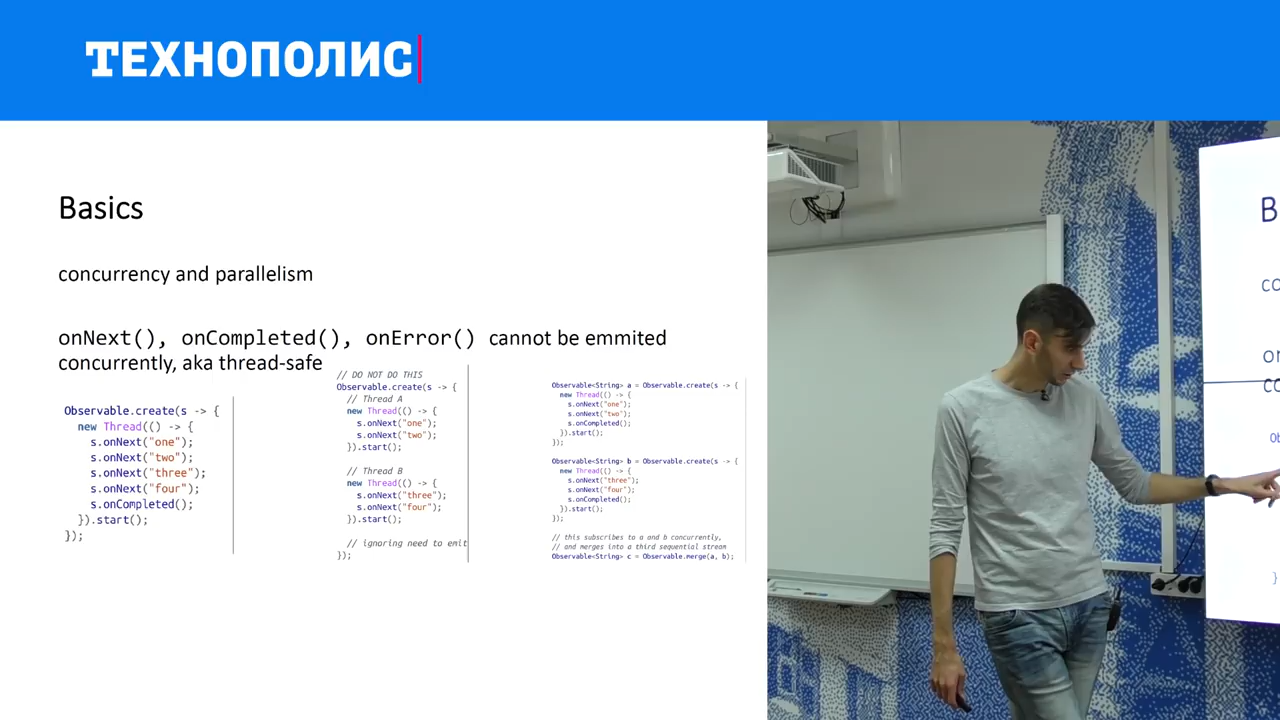 ТЕХНОПОЛИС
Basics
concurrency and parallelism
onNext(), onCompleted(), onError() cannot be emmited
concurrently, aka thread-safe
Observable.create(s -> {
new Thread(() -> {
s.onNext("one");
s.onNext("two");
s.onNext("three");
s.onNext("four");
s.onCompleted();
}).start();
});
// DO NOT DO THIS
Observable.create(s -> {
// Thread A
new Thread(() -> {
s.onNext("one");
s.onNext("two");
}).start();
// Thread B
new Thread(() -> {
s.onNext("three");
s.onNext("four");
}).start();
// ignoring need to emit
});
Observable<String> a = Observable.create(s -> {
new Thread(() -> {
s.onNext("one");
s.onNext("two");
s.onCompleted();
}).start();
});
Observable<String> b = Observable.create(s -> {
new Thread(() -> {
s.onNext("three");
s.onNext("four");
s.onCompleted();
}).start();
});
// this subscribes to a and b concurrently,
// and merges into a third sequential stream
Observable<String> c = Observable.merge(a, b);
B
co
on
co
Ob
}